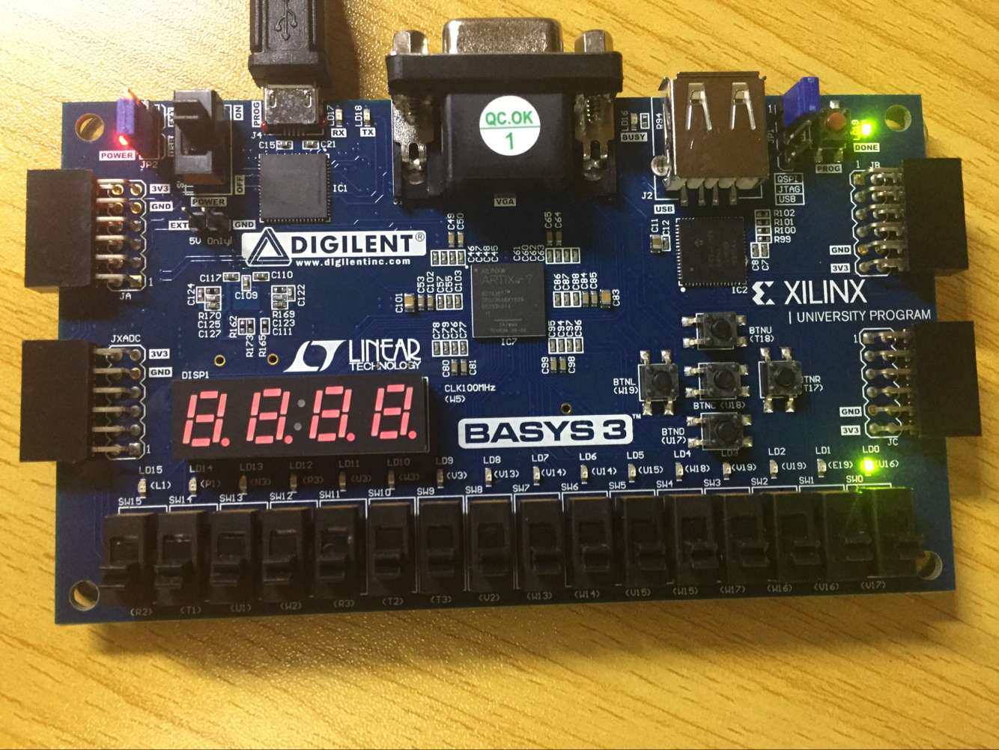 QC.OK
1
ON
PROG
J4
LD17
RX
LD18
TX
LD16
BUSY
R94
JP1
DONE
PROG
POWER
JP2
C15
C21
IC1
OFF
POWER
EXT
GND
5V Only!
3V3
GND
1
JA
VGA
J2
USB
QSPI
JTAG
USB
1
JB
GND
3V3
R102
R101
R100
R99
C11
C12
C8
C7
IC2
DIGILENT®
www.digilentinc.com
C49
C50
C65
C64
C46
C47
C48
C45
C61
C60
C62
C63
C117
C110
C109
C124
C122
R170
C125
C127
R162
R173
R165
R169
C123
C111
C101
C53
C102
C57
C55
C103
C86
C87
C88
C84
C85
C83
XILINX®
ARTIX-7
TAIWAN
IC7
C78
C79
C76
C77
C80
C81
C95
C94
C97
C96
C99
C98
XILINX
UNIVERSITY PROGRAM
LINEAR
TECHNOLOGY
CLK100MHz
(W5)
BASYS 3™
BTNU
(T18)
BTNL
(W19)
BTNC (U18)
BTNR
(T17)
BTND
(U17)
JXADC
3V3
GND
1
1
GND
3V3
JC
DISP1
8.8.:8.8.
LD15
(L1)
LD14
(P1)
LD13
(N3)
LD12
(P3)
LD11
(U3)
LD10
(W3)
LD9
(V3)
LD8
(V13)
LD7
(V14)
LD6
(U14)
LD5
(U15)
LD4
(W18)
LD3
(V19)
LD2
(U19)
LD1
(E19)
LD0
(U16)
SW15
SW14
SW13
SW12
SW11
SW10
SW9
SW8
SW7
SW6
SW5
SW4
SW3
SW2
SW1
SW0
(R2)
(T1)
(U1)
(W2)
(R3)
(T2)
(T3)
(V2)
(W13)
(W14)
(V15)
(W15)
(W17)
(W16)
(V16)
(V17)